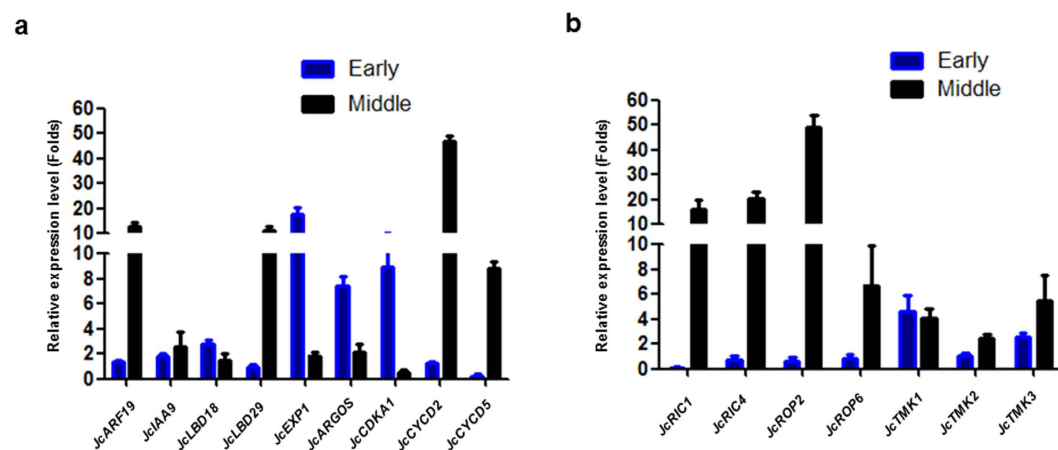 a
Early
Middle
Relative expression level (Folds)
60
50
40
30
20
10
10
8
6
4
2
0
JcARF19
JcIAA9
JcLBD18
JcLBD29
JcEXP1
JcARGOS
JcCDKA1
JcCYCD2
JcCYCD5
b
Early
Middle
Relative expression level (Folds)
60
50
40
30
20
10
10
8
6
4
2
0
JcRIC1
JcRIC4
JcROP2
JcROP6
JcTMK1
JcTMK2
JcTMK3